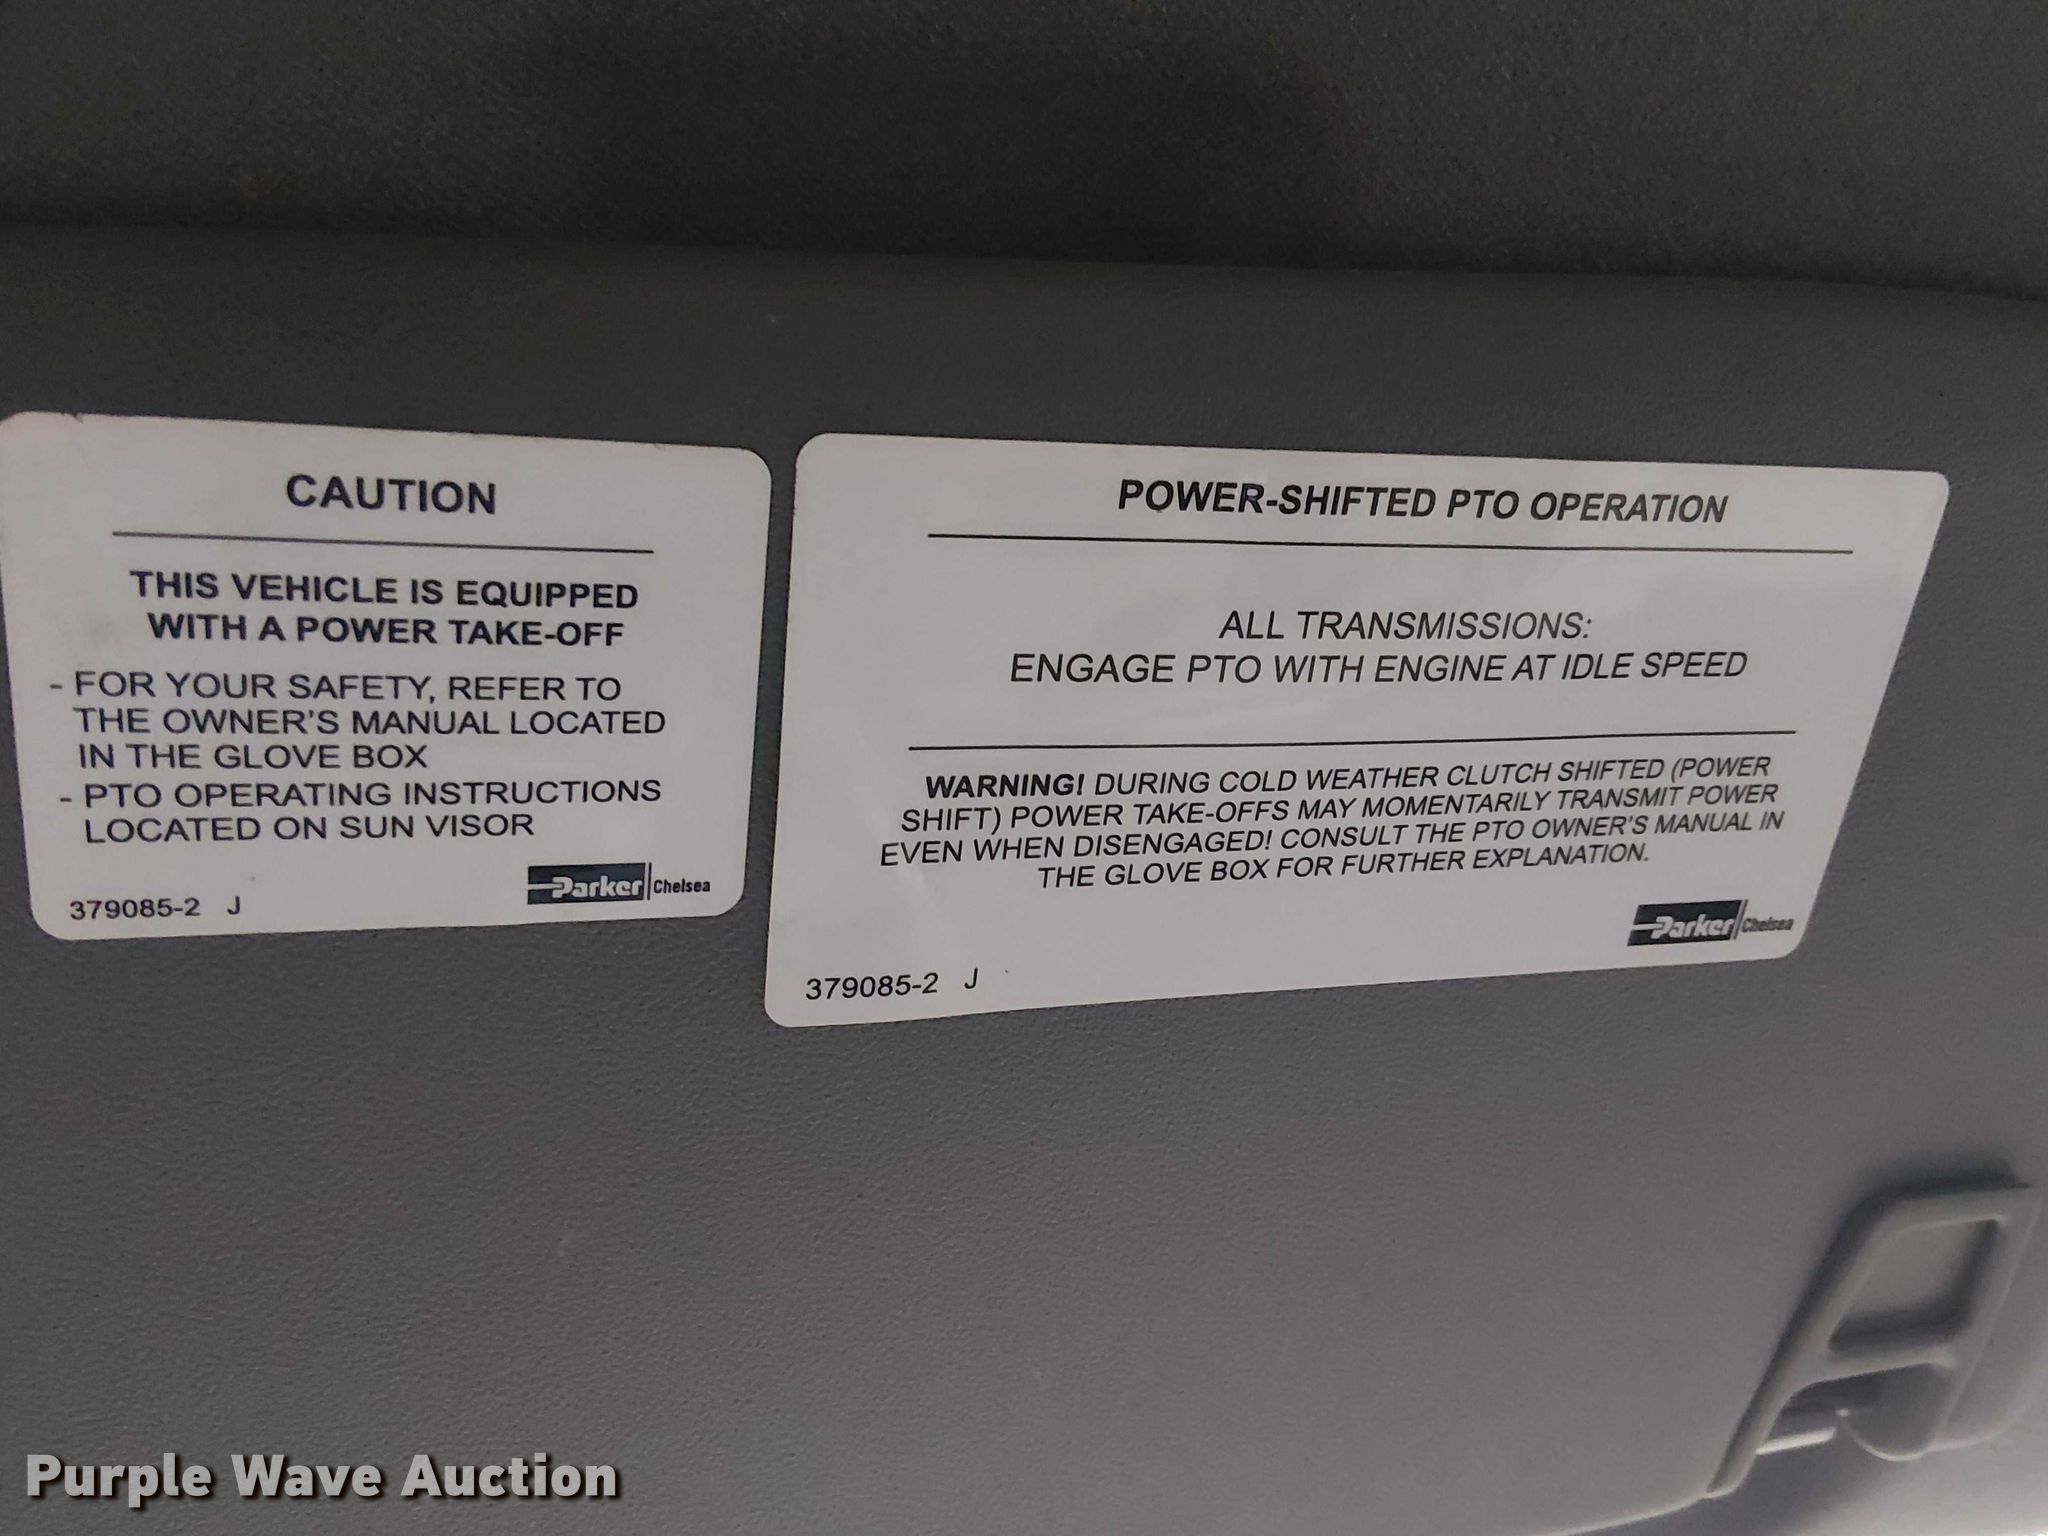 CAUTION
THIS VEHICLE IS EQUIPPED
WITH A POWER TAKE-OFF
- FOR YOUR SAFETY, REFER TO
THE OWNER'S MANUAL LOCATED
IN THE GLOVE BOX
- PTO OPERATING INSTRUCTIONS
LOCATED ON SUN VISOR
Parker Chelsea
379085-2 J
POWER-SHIFTED PTO OPERATION
ALL TRANSMISSIONS:
ENGAGE PTO WITH ENGINE AT IDLE SPEED
WARNING! DURING COLD WEATHER CLUTCH SHIFTED (POWER
SHIFT) POWER TAKE-OFFS MAY MOMENTARILY TRANSMIT POWER
EVEN WHEN DISENGAGED! CONSULT THE PTO OWNER'S MANUAL IN
THE GLOVE BOX FOR FURTHER EXPLANATION.
Parker Chelsea
379085-2 J
Purple Wave Auction